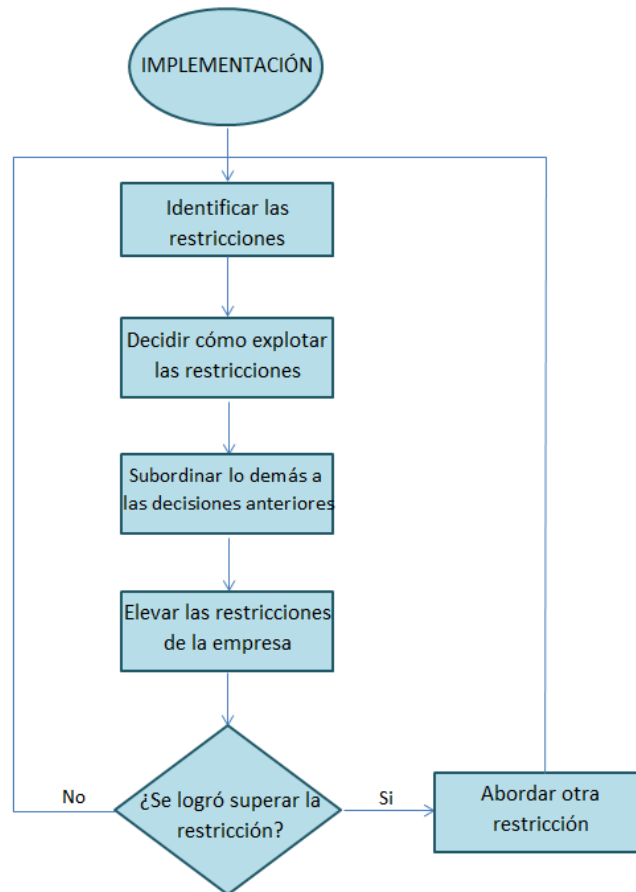 IMPLEMENTACIÓN
Identificar las
restricciones
Decidir cómo explotar
las restricciones
Subordinar lo demás a
las decisiones anteriores
Elevar las restricciones
de la empresa
¿Se logró superar la
restricción?
No
Si
Abordar otra
restricción